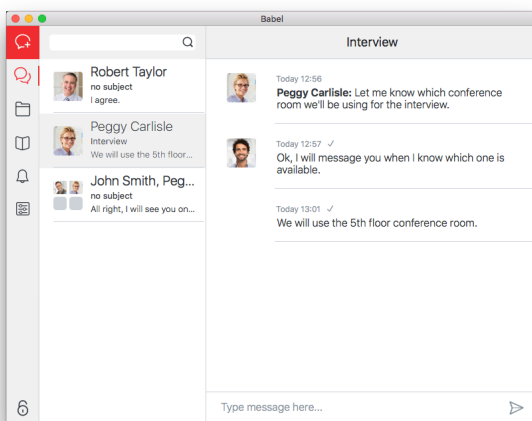 Babel
Robert Taylor
no subject
I agree.
Peggy Carlisle
Interview
We will use the 5th floor...
John Smith, Peg...
no subject
All right, I will see you on...
Interview
Today 12:56
Peggy Carlisle: Let me know which conference
room we'll be using for the interview.
Today 12:57 ✓
Ok, I will message you when I know which one is
available.
Today 13:01 ✓
We will use the 5th floor conference room.
Type message here...